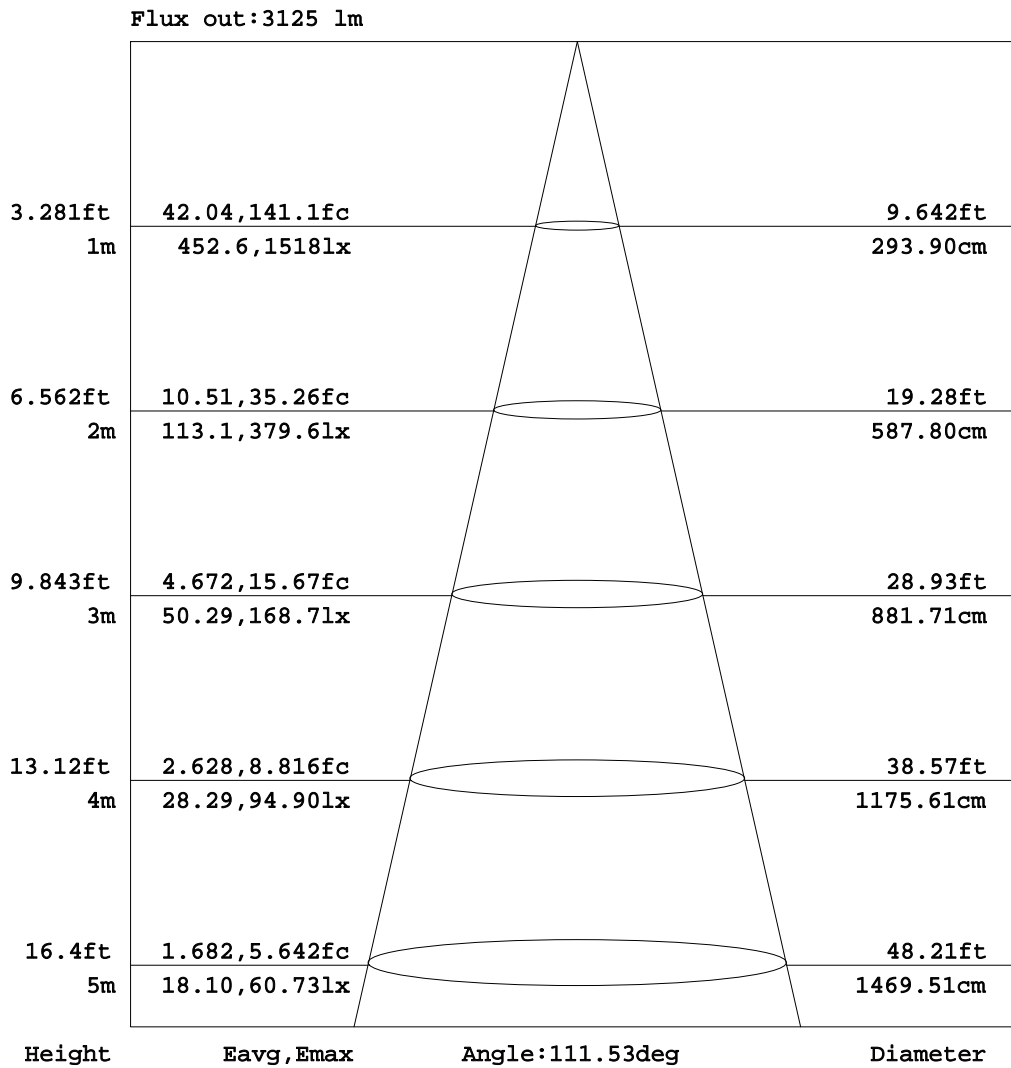 Flux out:3125 lm
3.281ft 42.04,141.1fc 9.642ft
1m 452.6,1518lx 293.90cm
6.562ft 10.51,35.26fc 19.28ft
2m 113.1,379.6lx 587.80cm
9.843ft 4.672,15.67fc 28.93ft
3m 50.29,168.7lx 881.71cm
13.12ft 2.628,8.816fc 38.57ft
4m 28.29,94.90lx 1175.61cm
16.4ft 1.682,5.642fc 48.21ft
5m 18.10,60.73lx 1469.51cm
Height Eavg,Emax Angle:111.53deg Diameter